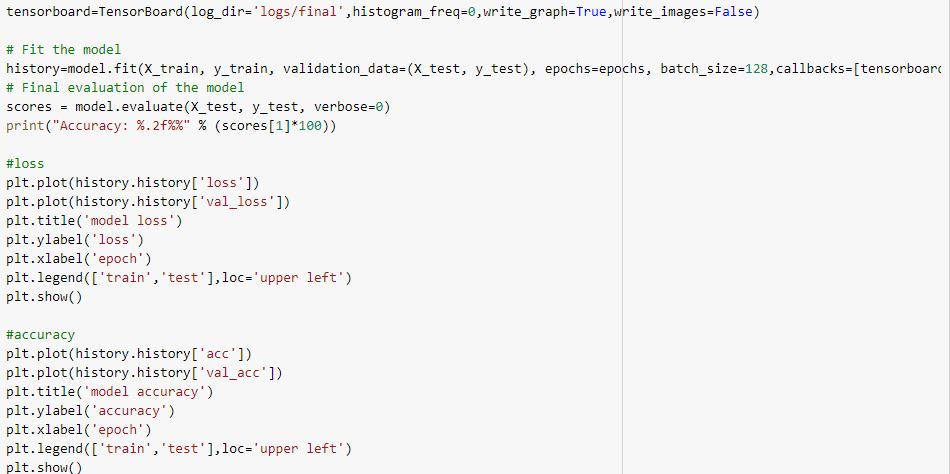 tensorboard=TensorBoard(log_dir='logs/final',histogram_freq=0,write_graph=True,write_images=False)
# Fit the model
history=model.fit(X_train, y_train, validation_data=(X_test, y_test), epochs=epochs, batch_size=128,callbacks=[tensorboard
# Final evaluation of the model
scores = model.evaluate(X_test, y_test, verbose=0)
print("Accuracy: %.2f%%" % (scores[1]*100))
#loss
plt.plot(history.history['loss'])
plt.plot(history.history['val_loss'])
plt.title('model loss')
plt.ylabel('loss')
plt.xlabel('epoch')
plt.legend(['train','test'],loc='upper left')
plt.show()
#accuracy
plt.plot(history.history['acc'])
plt.plot(history.history['val_acc'])
plt.title('model accuracy')
plt.ylabel('accuracy')
plt.xlabel('epoch')
plt.legend(['train','test'],loc='upper left')
plt.show()